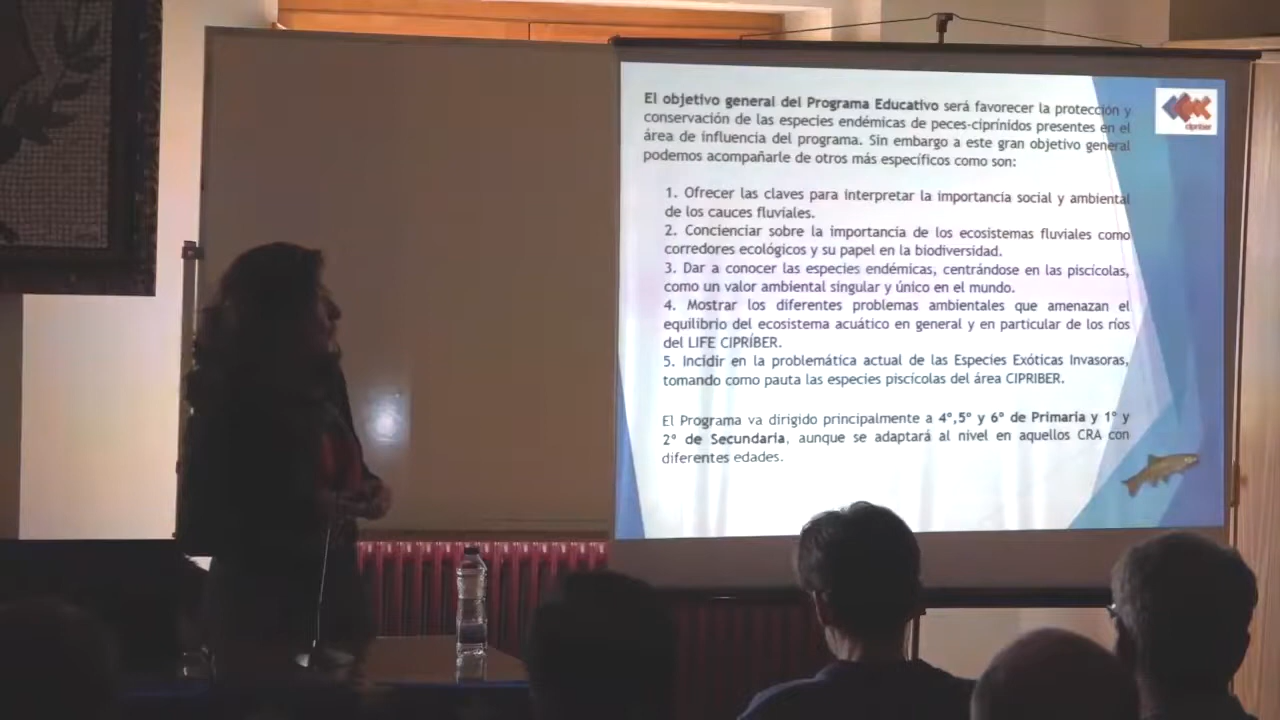 El objetivo general del Programa Educativo será favorecer la protección y
conservación de las especies endémicas de peces-ciprínidos presentes en el
área de influencia del programa. Sin embargo a este gran objetivo general
podemos acompañarle de otros más específicos como son:
1. Ofrecer las claves para interpretar la importancia social y ambiental
de los cauces fluviales.
2. Concienciar sobre la importancia de los ecosistemas fluviales como
corredores ecológicos y su papel en la biodiversidad.
3. Dar a conocer las especies endémicas, centrándose en las piscícolas,
como un valor ambiental singular y único en el mundo.
4. Mostrar los diferentes problemas ambientales que amenazan el
equilibrio del ecosistema acuático en general y en particular de los ríos
del LIFE CIPRÍBER.
5. Incidir en la problemática actual de las Especies Exóticas Invasoras,
tomando como pauta las especies piscícolas del área CIPRIBER.
El Programa va dirigido principalmente a 4º,5º y 6º de Primaria y 1º y
2º de Secundaria, aunque se adaptará al nivel en aquellos CRA con
diferentes edades.
cipriber